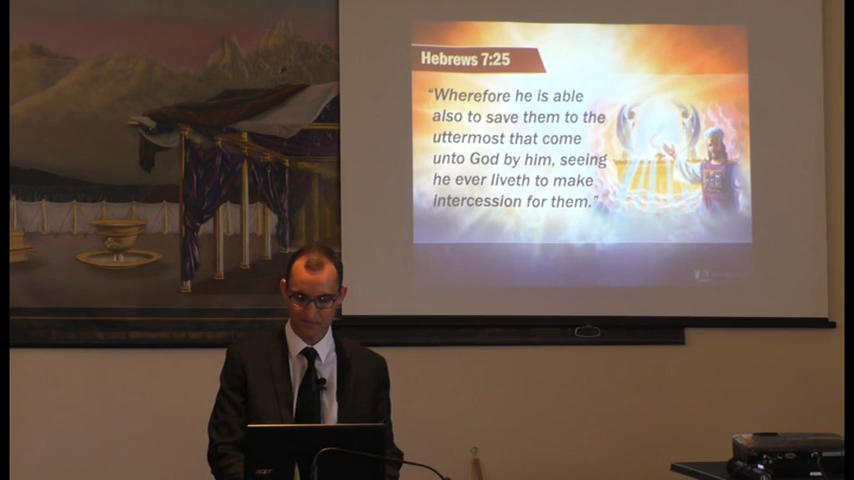 Hebrews 7:25
“Wherefore he is able
also to save them to the
uttermost that come
unto God by him, seeing
he ever liveth to make
intercession for them.”
acer